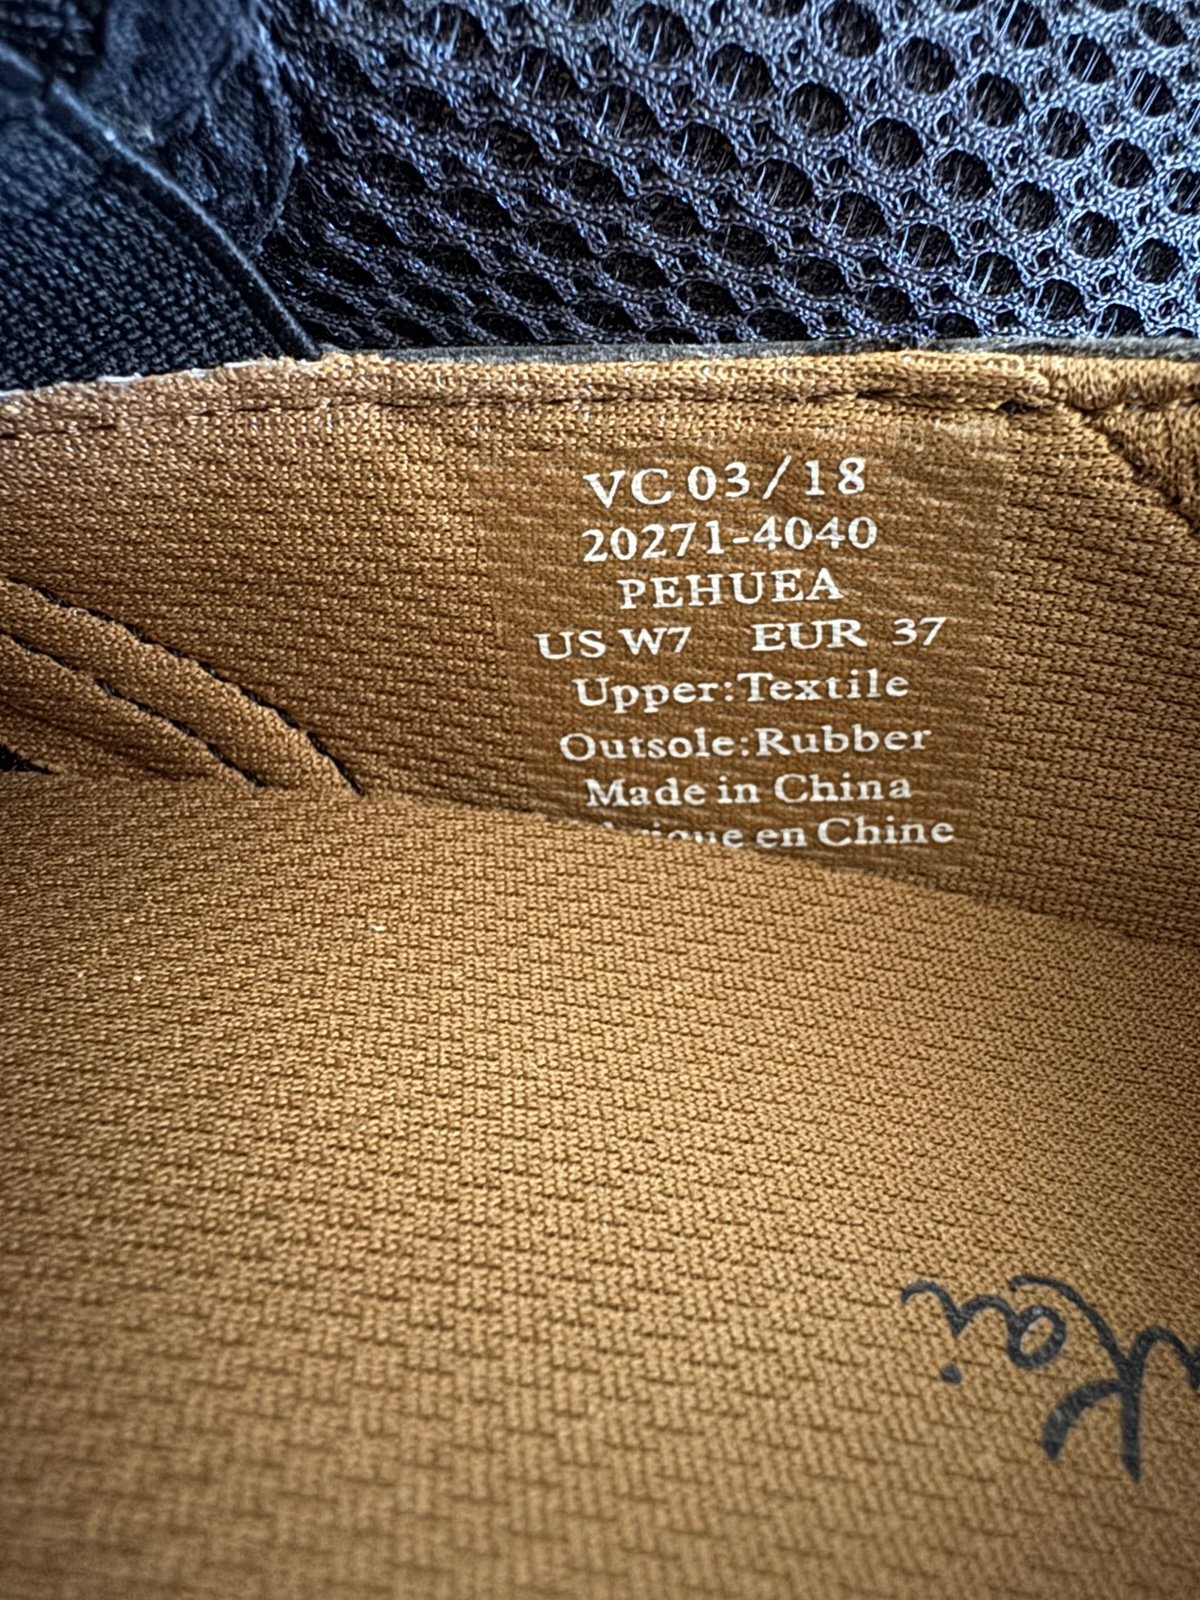 VC 03/18
20271-4040
PEHUEA
US W7 EUR 37
Upper:Textile
Outsole:Rubber
Made in China
en Chine